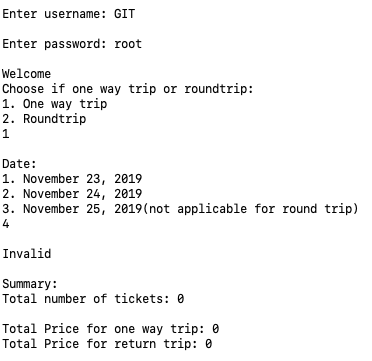 Enter username: GIT
Enter password: root
Welcome
Choose if one way trip or roundtrip:
1. One way trip
2. Roundtrip
1
Date:
1. November 23, 2019
2. November 24, 2019
3. November 25, 2019(not applicable for round trip)
4
Invalid
Summary:
Total number of tickets: 0
Total Price for one way trip: 0
Total Price for return trip: 0